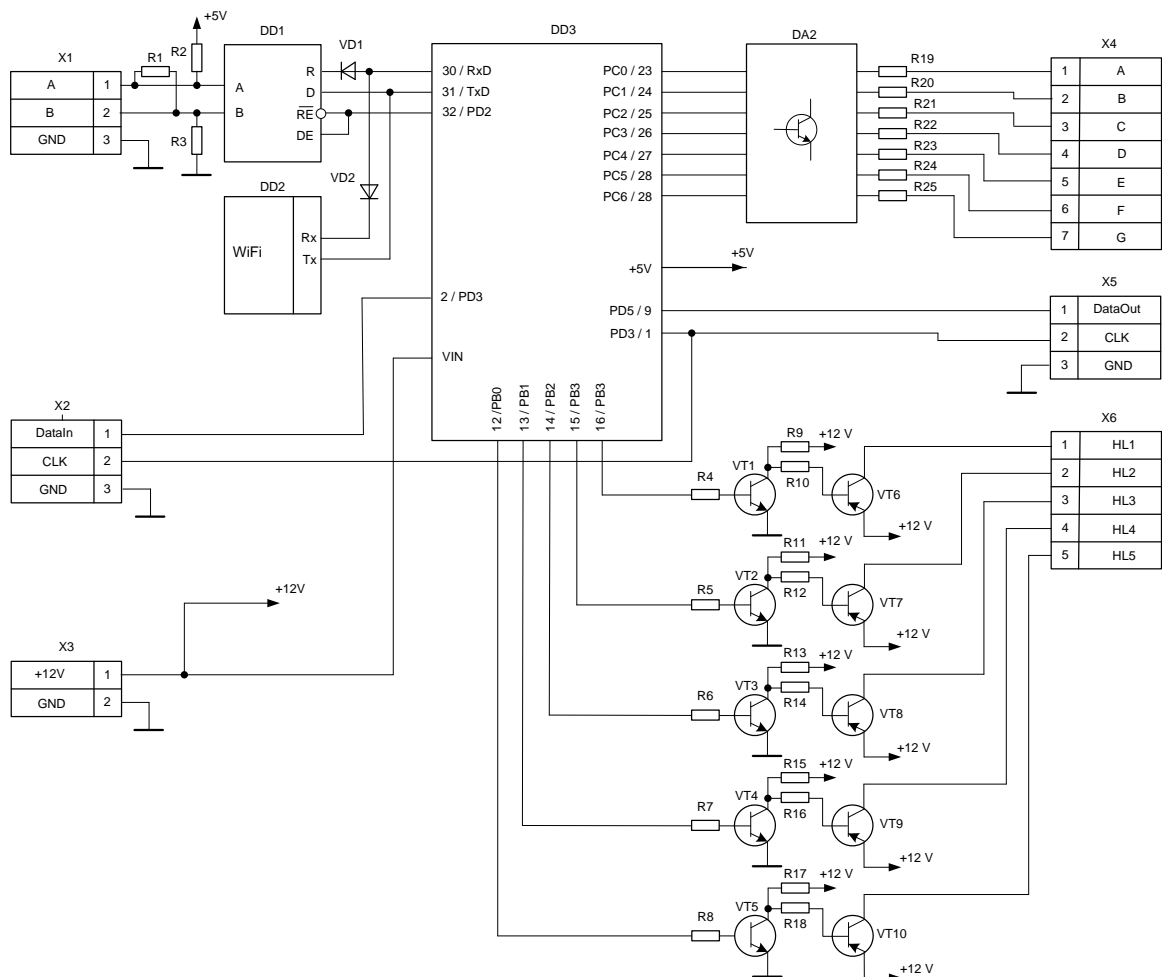 +5V
DD1
DD3
DA2
X1
R1
R2
VD1
X4
A 1
B 2
GND 3
R3
A
B
R
D
RE
DE
30 / RxD
31 / TxD
32 / PD2
PC0 / 23
PC1 / 24
PC2 / 25
PC3 / 26
PC4 / 27
PC5 / 28
PC6 / 28
R19
R20
R21
R22
R23
R24
R25
1 A
2 B
3 C
4 D
5 E
6 F
7 G
VD2
DD2
WiFi
Rx
Tx
+5V
+5V
2 / PD3
PD5 / 9
PD3 / 1
VIN
X5
1 DataOut
2 CLK
3 GND
12 /PB0
13 / PB1
14 / PB2
15 / PB3
16 / PB3
X2
DataIn 1
CLK 2
GND 3
X6
1 HL1
2 HL2
3 HL3
4 HL4
5 HL5
R9
+12 V
R4
VT1
R10
VT6
+12 V
R11
+12 V
R5
VT2
R12
VT7
+12 V
+12V
X3
+12V 1
GND 2
R13
+12 V
R6
VT3
R14
VT8
+12 V
R15
+12 V
R7
VT4
R16
VT9
+12 V
R17
+12 V
R8
VT5
R18
VT10
+12 V